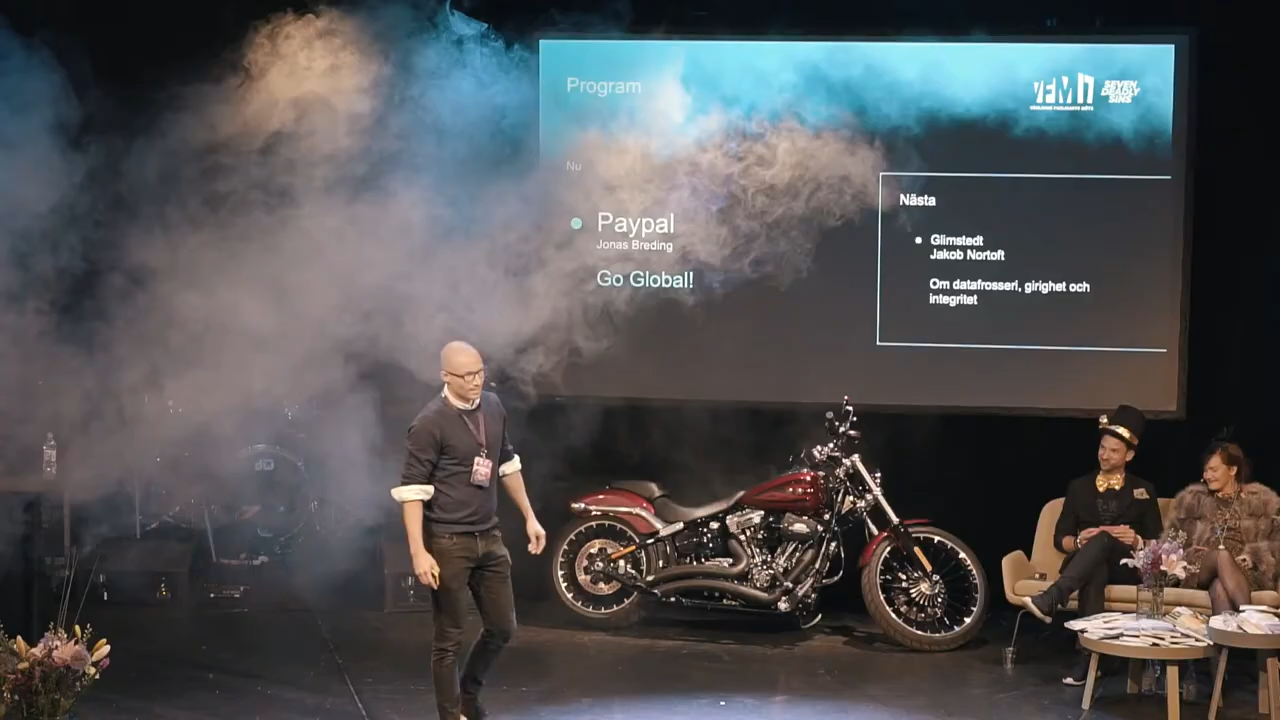 Program
VFM17
SEVEN
DEADLY
SINS
Nu
Paypal
Jonas Breding
Go Global!
Nästa
Glimstedt
Jakob Nortoft
Om datafrosseri, girighet och
integritet